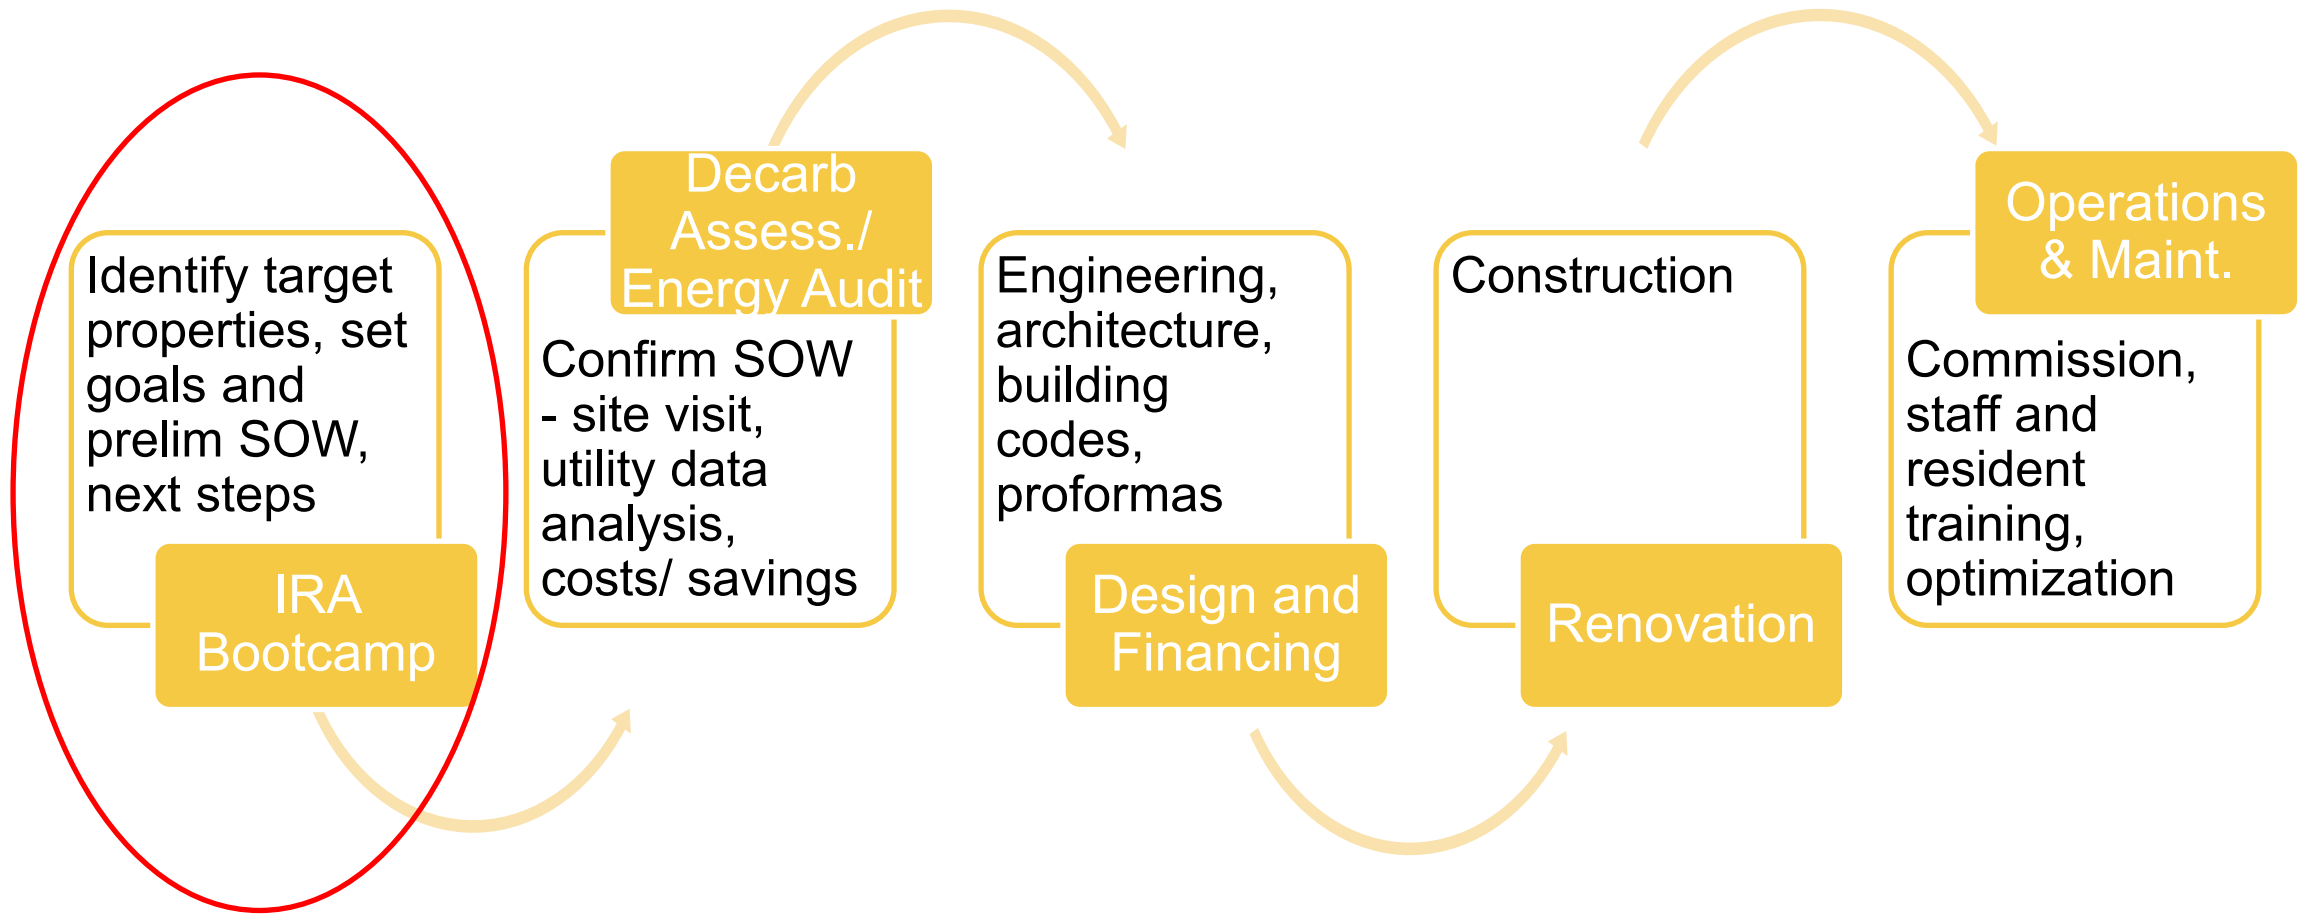 Identify target
properties, set
goals and
prelim SOW,
next steps
IRA
Bootcamp
Decarb
Assess./
Energy Audit
Confirm SOW
- site visit,
utility data
analysis,
costs/ savings
Engineering,
architecture,
building
codes,
proformas
Design and
Financing
Construction
Renovation
Operations
& Maint.
Commission,
staff and
resident
training,
optimization